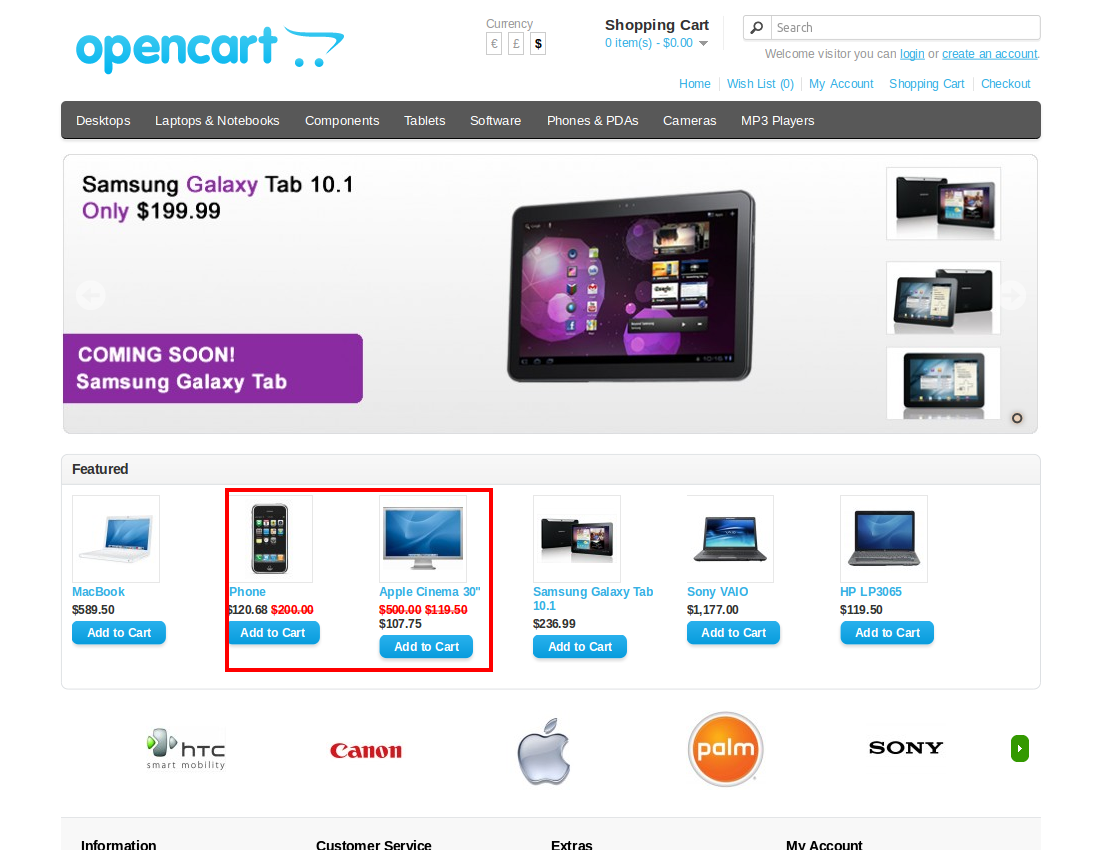 opencart
Currency
€ £ $
Shopping Cart
0 item(s) - $0.00
Search
Welcome visitor you can login or create an account.
Home Wish List (0) My Account Shopping Cart Checkout
Desktops Laptops & Notebooks Components Tablets Software Phones & PDAs Cameras MP3 Players
Samsung Galaxy Tab 10.1
Only $199.99
COMING SOON!
Samsung Galaxy Tab
Featured
MacBook
$589.50
Add to Cart
Phone
$120.68 $200.00
Add to Cart
Apple Cinema 30"
$500.00 $119.50
$107.75
Add to Cart
Samsung Galaxy Tab
10.1
$236.99
Add to Cart
Sony VAIO
$1,177.00
Add to Cart
HP LP3065
$119.50
Add to Cart
hTC
smart mobility
Canon
palm
SONY
Information Customer Service Extras My Account